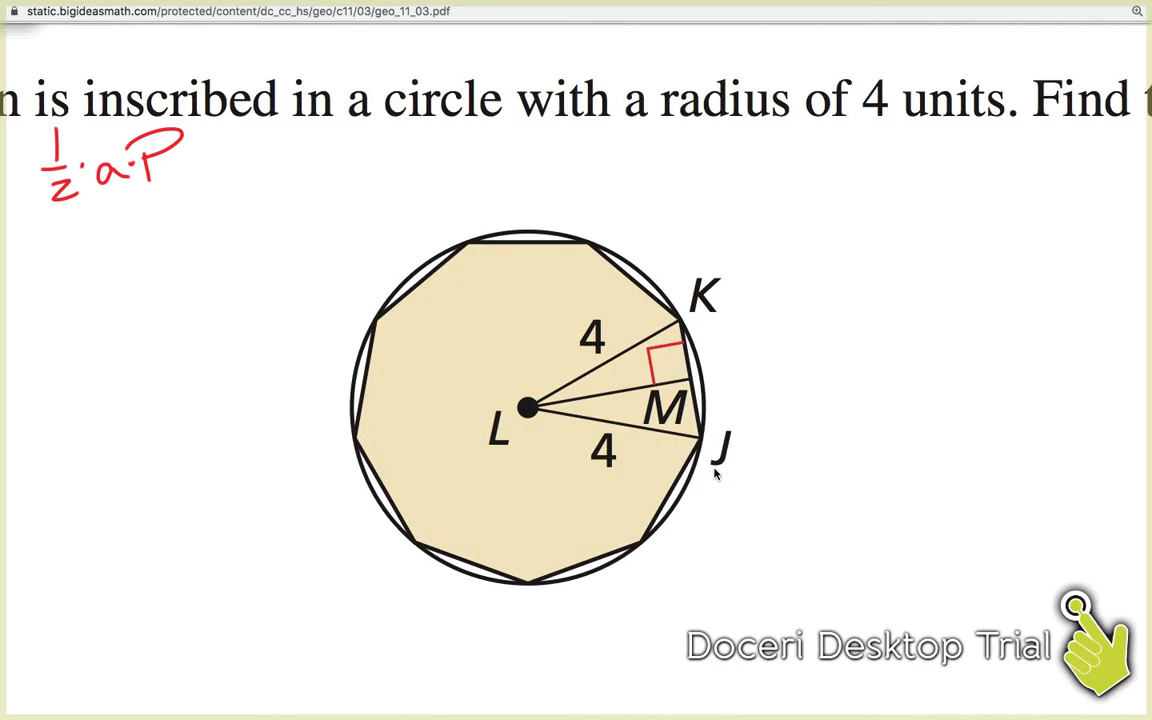 static.bigideasmath.com/protected/content/dc_cc_hs/geo/c11/03/geo_11_03.pdf
n is inscribed in a circle with a radius of 4 units. Find t
1/2 · a · P
K
4
M
L
4
J
Doceri Desktop Trial